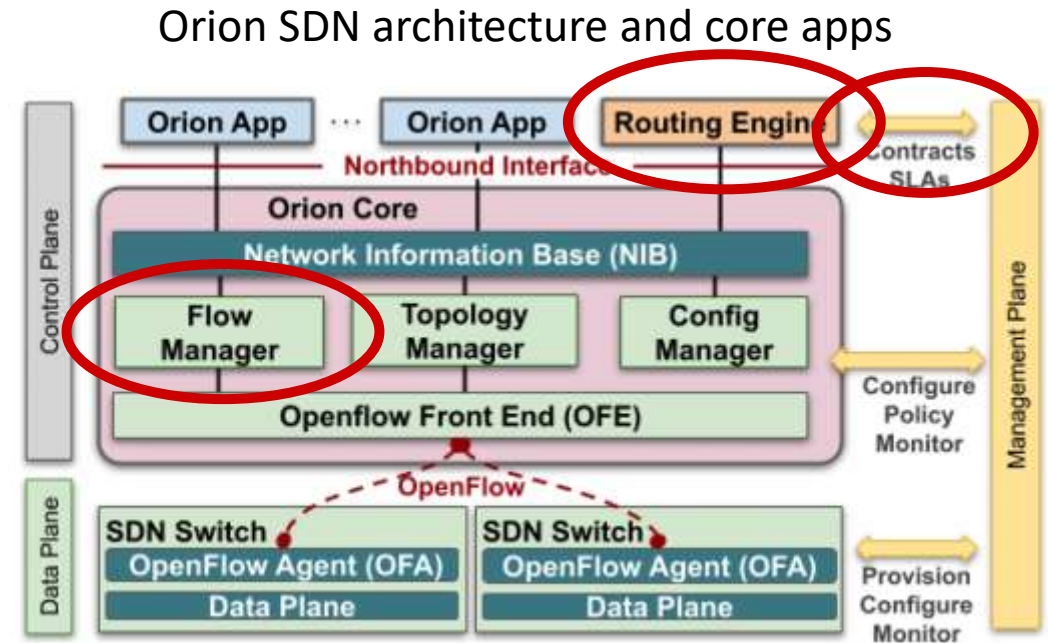 Orion SDN architecture and core apps
Orion App
...
Orion App
Routing Engine
Contracts
SLAs
Northbound Interface
Orion Core
Network Information Base (NIB)
Flow
Manager
Topology
Manager
Config
Manager
Openflow Front End (OFE)
Control Plane
Configure
Policy
Monitor
Management Plane
OpenFlow
Data Plane
SDN Switch
OpenFlow Agent (OFA)
Data Plane
SDN Switch
OpenFlow Agent (OFA)
Data Plane
Provision
Configure
Monitor